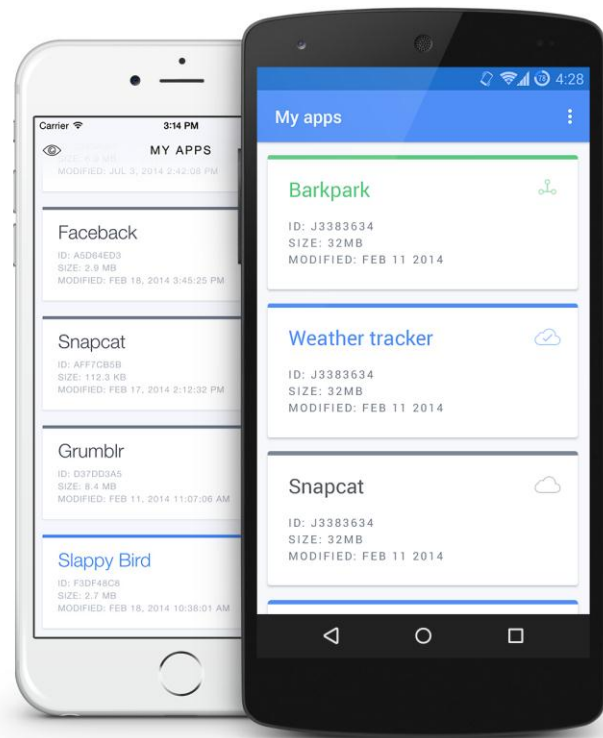 Carrier
3:14 PM
MY APPS
MODIFIED: JUL 3, 2014 2:42:08 PM
Faceback
ID: A5D64ED3
SIZE: 2.9 MB
MODIFIED: FEB 18, 2014 3:45:25 PM
Snapcat
ID: AFF7CB5B
SIZE: 112.3 KB
MODIFIED: FEB 17, 2014 2:12:32 PM
Grumblr
ID: D37DD3A5
SIZE: 8.4 MB
MODIFIED: FEB 11, 2014 11:07:06 AM
Slappy Bird
ID: F3DF48C8
SIZE: 2.7 MB
MODIFIED: FEB 18, 2014 10:38:01 AM
78 4:28
My apps
Barkpark
ID: J3383634
SIZE: 32MB
MODIFIED: FEB 11 2014
Weather tracker
ID: J3383634
SIZE: 32MB
MODIFIED: FEB 11 2014
Snapcat
ID: J3383634
SIZE: 32MB
MODIFIED: FEB 11 2014